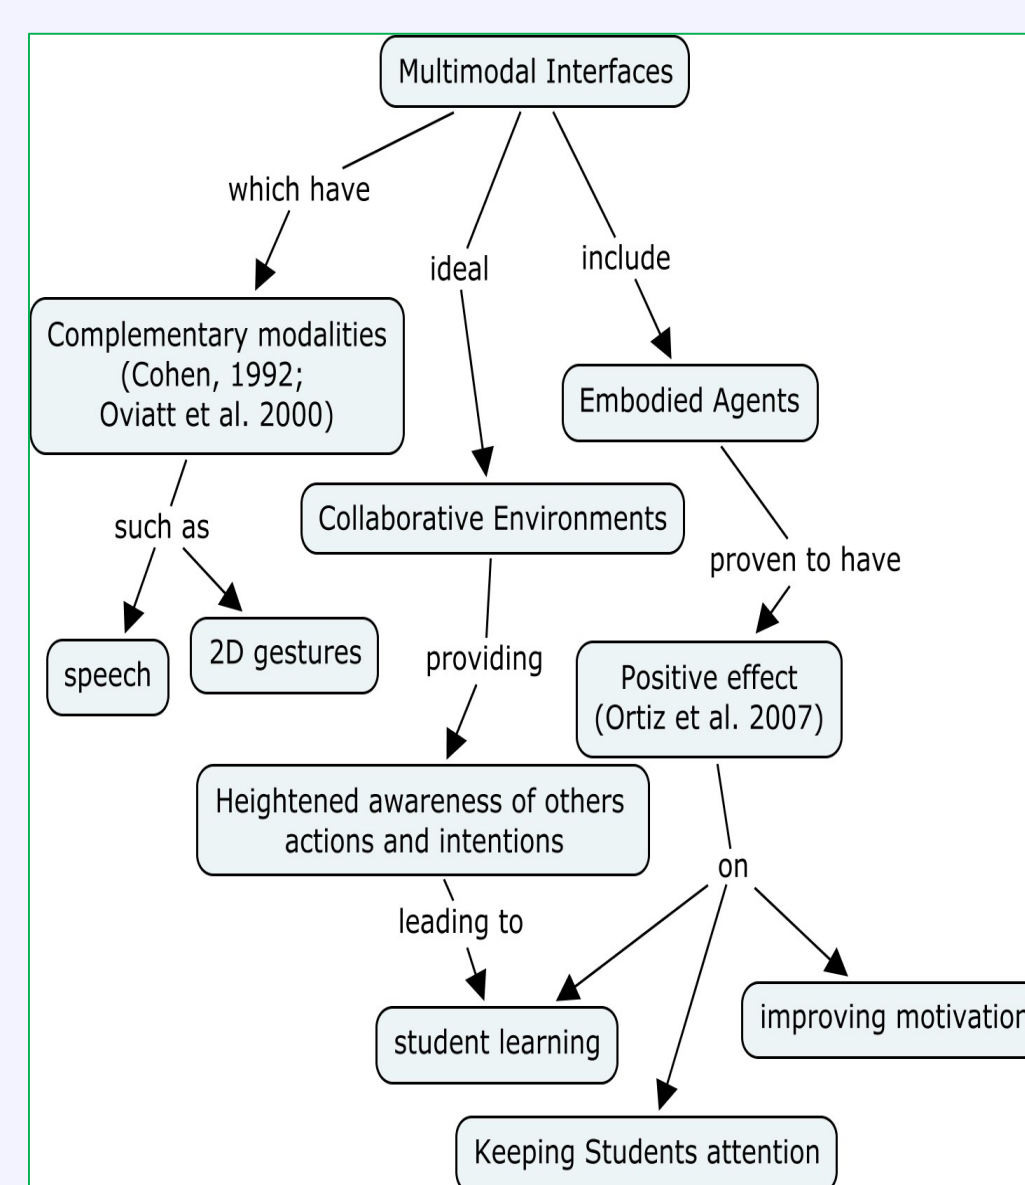 Multimodal Interfaces
which have
ideal
include
Complementary modalities
(Cohen, 1992;
Oviatt et al. 2000)
Embodied Agents
such as
Collaborative Environments
proven to have
speech
2D gestures
providing
Positive effect
(Ortiz et al. 2007)
Heightened awareness of others
actions and intentions
on
leading to
student learning
improving motivation
Keeping Students attention